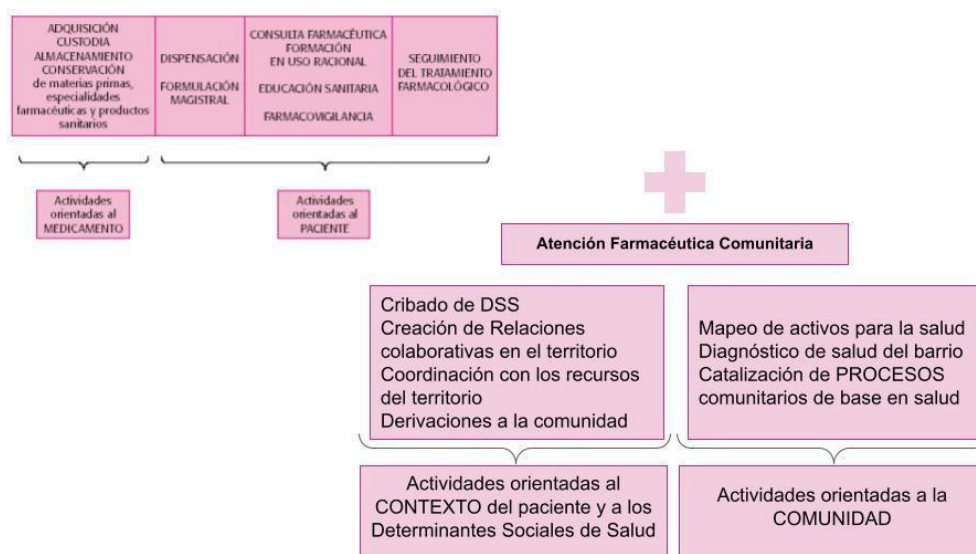 ADQUISICIÓN
CUSTODIA
ALMACENAMIENTO
CONSERVACIÓN
de materias primas,
especialidades
farmacéuticas y productos
sanitarios
DISPENSACIÓN
FORMULACIÓN
MAGISTRAL
CONSULTA FARMACÉUTICA
FORMACIÓN
EN USO RACIONAL
EDUCACIÓN SANITARIA
FARMACOVIGILANCIA
SEGUIMIENTO
DEL TRATAMIENTO
FARMACOLÓGICO
Actividades
orientadas al
MEDICAMENTO
Actividades
orientadas al
PACIENTE
Atención Farmacéutica Comunitaria
Cribado de DSS
Creación de Relaciones
colaborativas en el territorio
Coordinación con los recursos
del territorio
Derivaciones a la comunidad
Mapeo de activos para la salud
Diagnóstico de salud del barrio
Catalización de PROCESOS
comunitarios de base en salud
Actividades orientadas al
CONTEXTO del paciente y a los
Determinantes Sociales de Salud
Actividades orientadas a la
COMUNIDAD